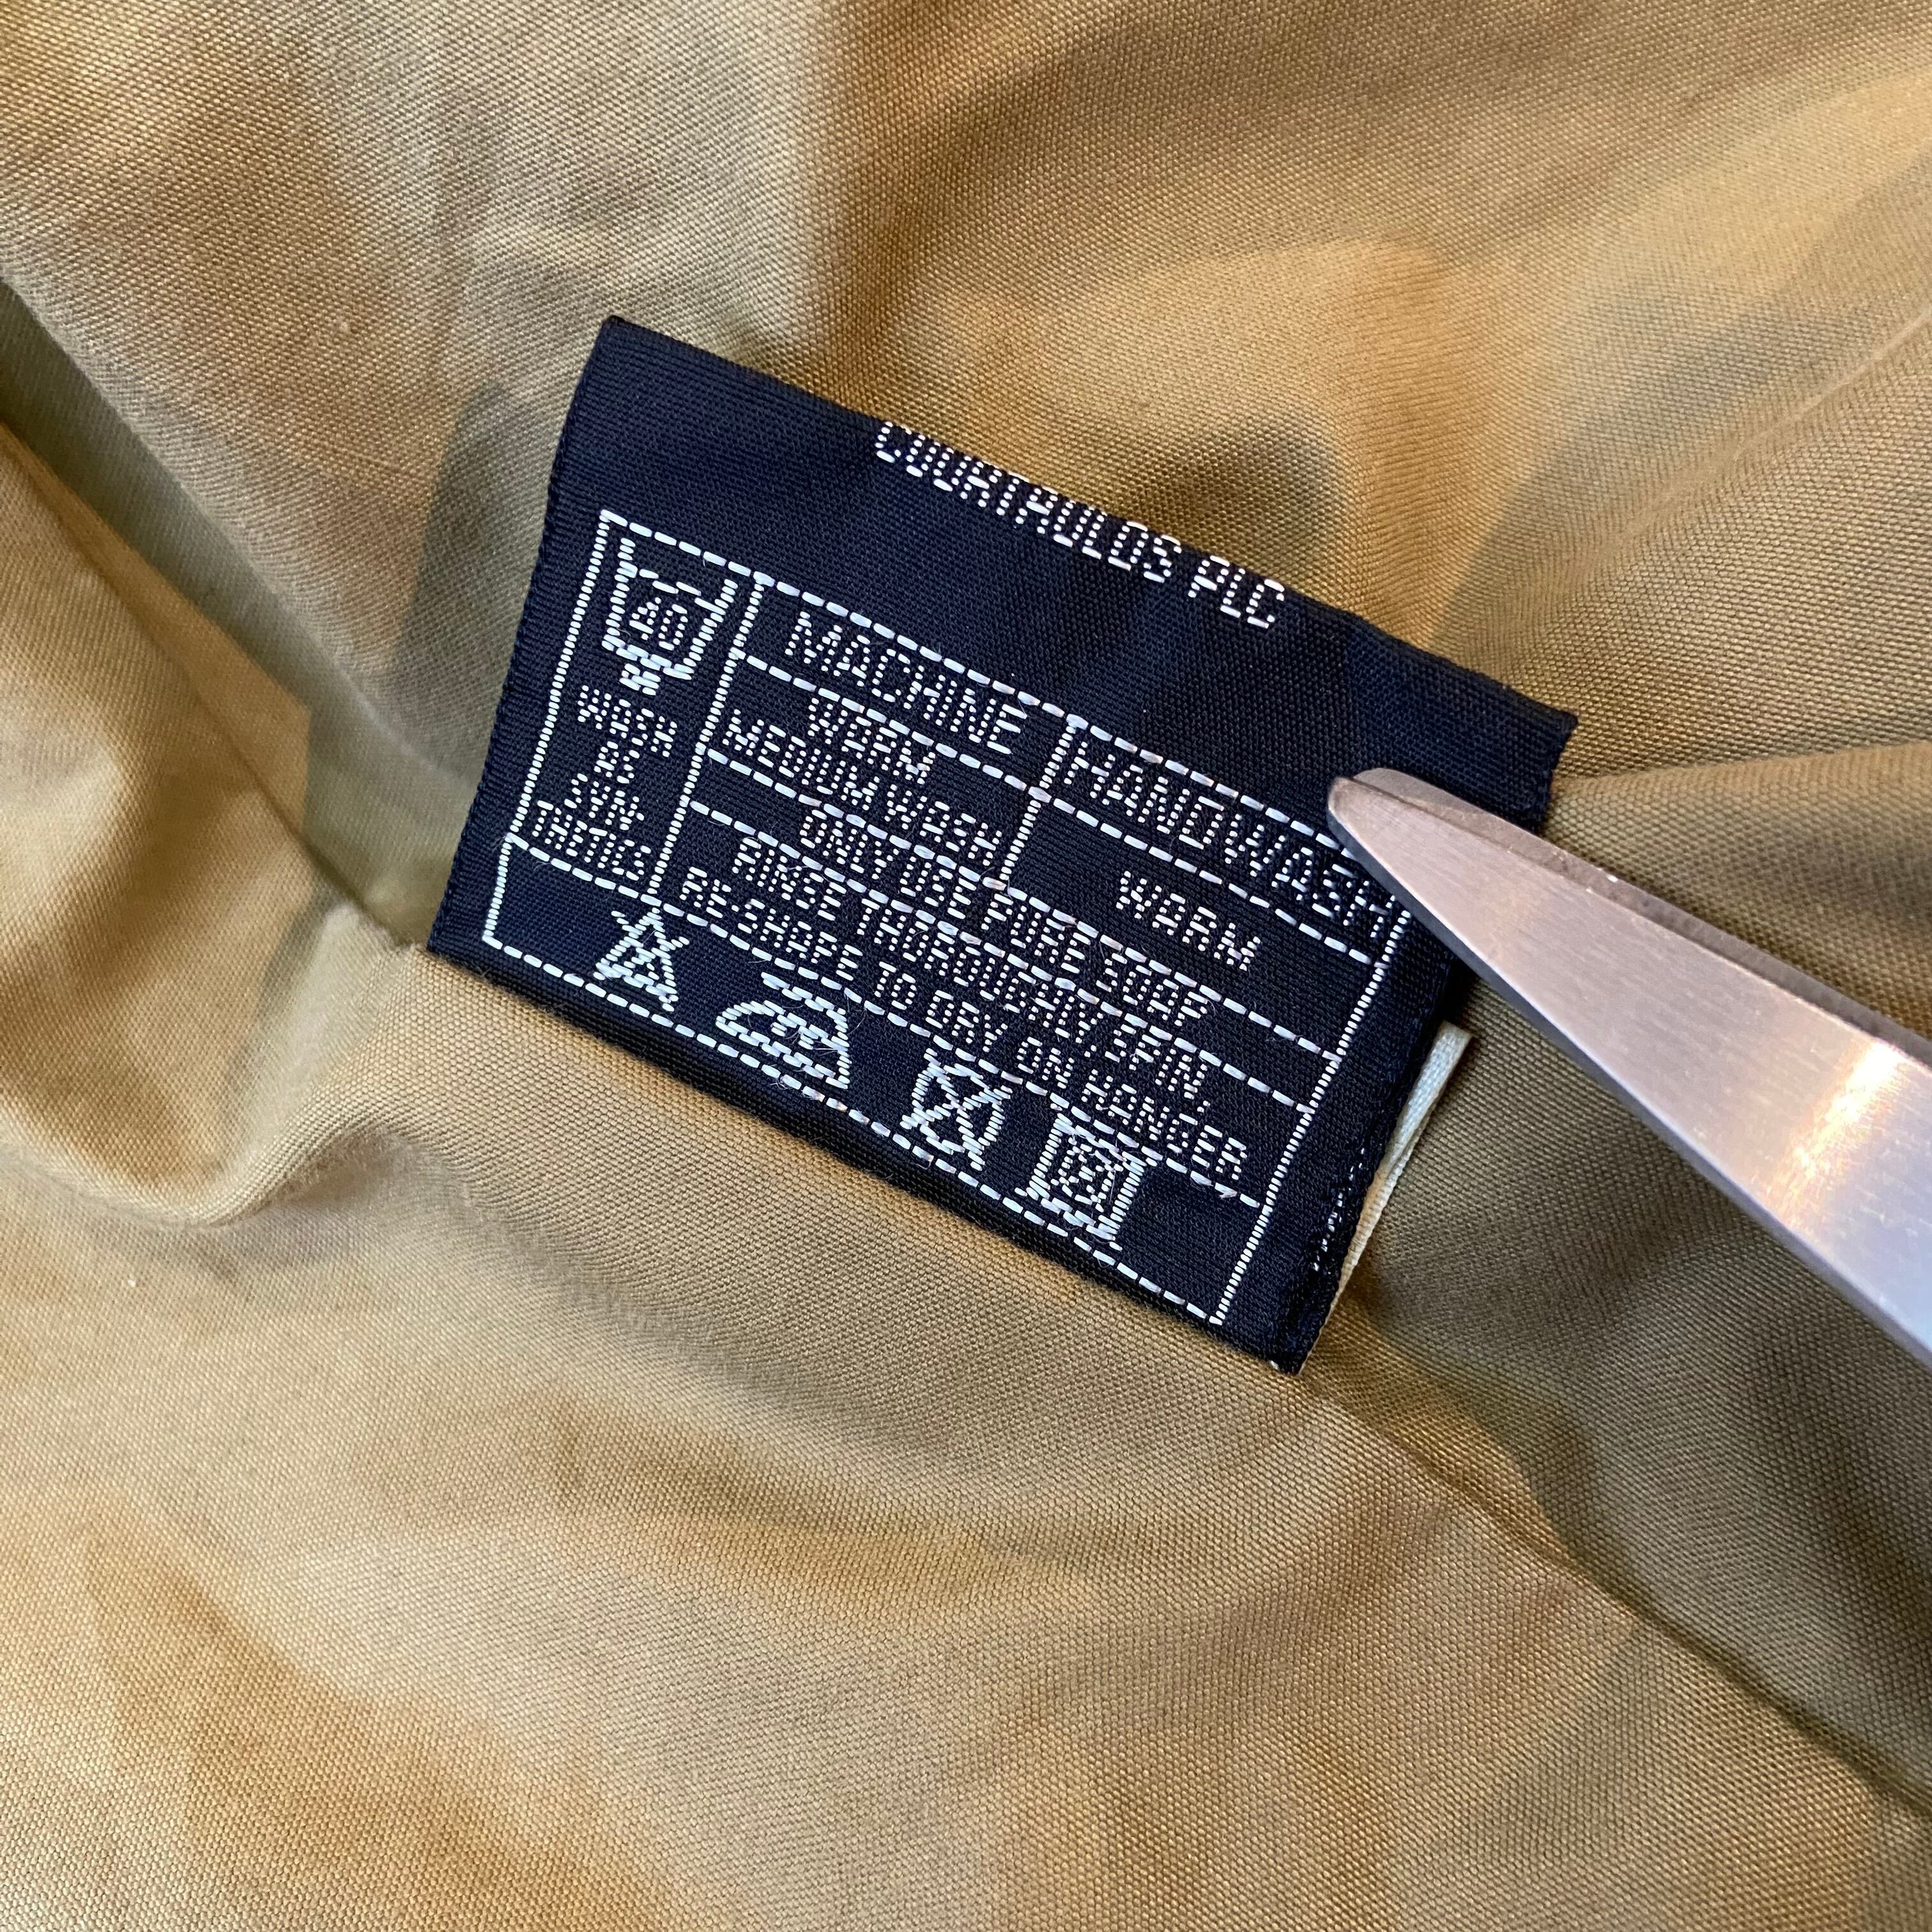 COURTAULDS PLC
40
WASH
AS
SYN-
THETICS
MACHINE
HANDWASH
WARM
MEDIUM WASH
WARM
ONLY USE PURE SOAP
RINSE THOROUGHLY/SPIN.
RE-SHAPE TO DRY ON HANGER